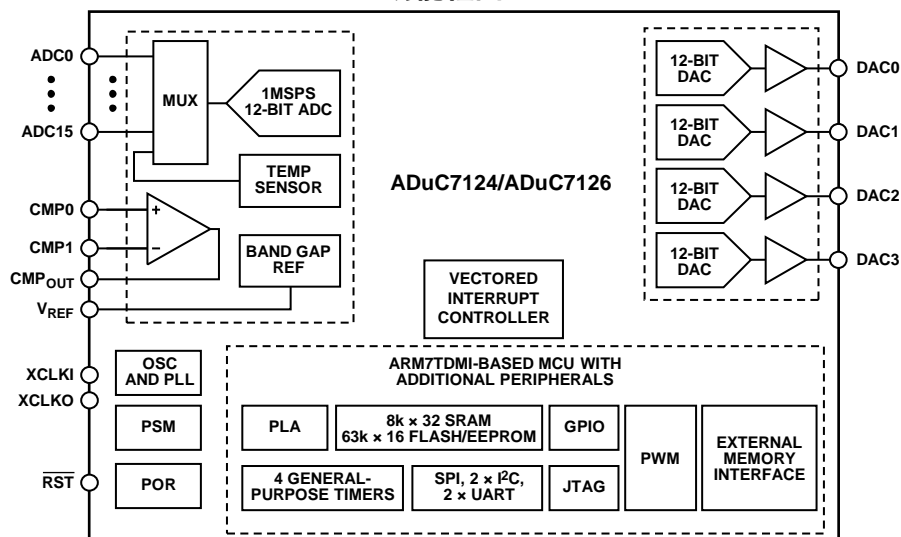 ADC0
ADC15
MUX
1MSPS
12-BIT ADC
TEMP
SENSOR
CMP0
+
CMP1
−
CMPOUT
VREF
BAND GAP
REF
ADuC7124/ADuC7126
12-BIT
DAC
DAC0
12-BIT
DAC
DAC1
12-BIT
DAC
DAC2
12-BIT
DAC
DAC3
VECTORED
INTERRUPT
CONTROLLER
XCLKI
XCLKO
OSC
AND PLL
PSM
RST
POR
ARM7TDMI-BASED MCU WITH
ADDITIONAL PERIPHERALS
PLA
8k × 32 SRAM
63k × 16 FLASH/EEPROM
GPIO
PWM
EXTERNAL
MEMORY
INTERFACE
4 GENERAL-
PURPOSE TIMERS
SPI, 2 × I²C,
2 × UART
JTAG